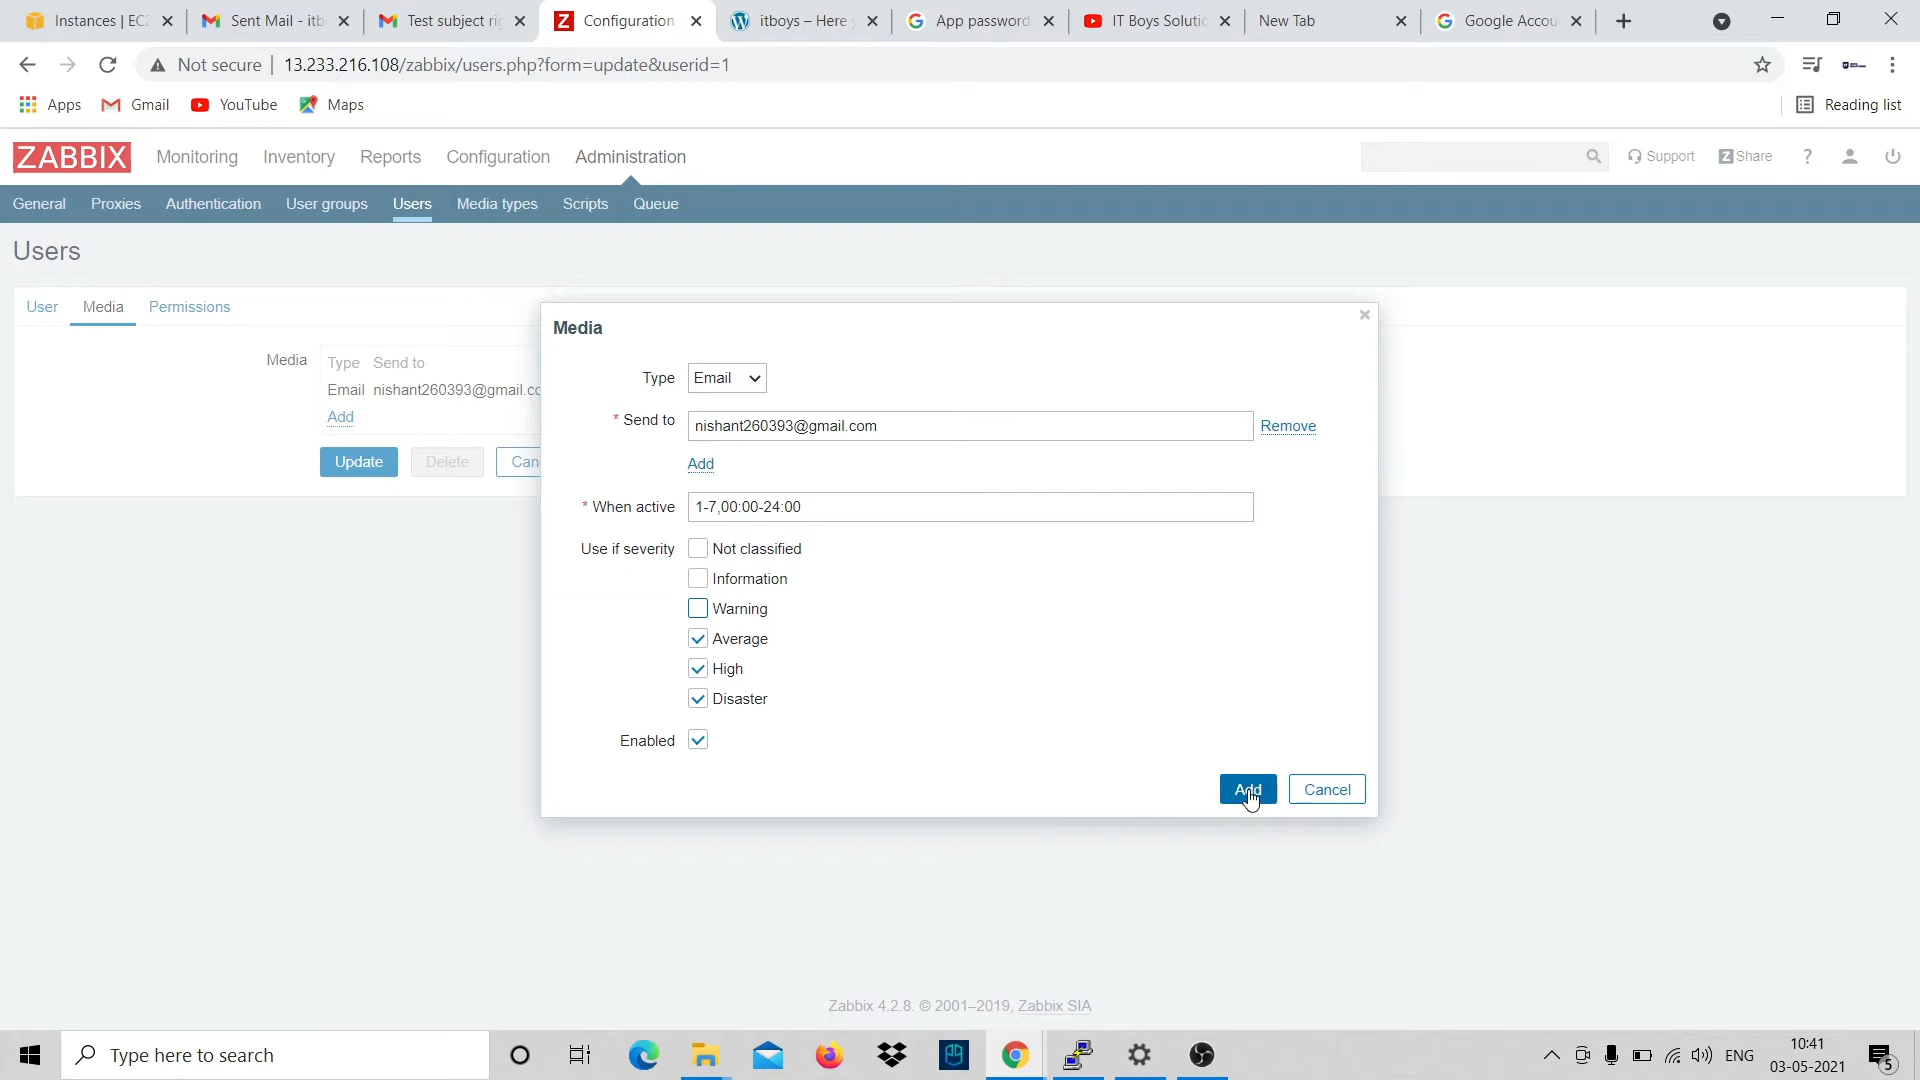 Instances | EC2
Sent Mail - itb
Test subject rig
Configuration
itboys – Here y
App password
IT Boys Solutio
New Tab
Google Accou
Not secure | 13.233.216.108/zabbix/users.php?form=update&userid=1
Apps Gmail YouTube Maps Reading list
ZABBIX Monitoring Inventory Reports Configuration Administration Support Z Share ?
General Proxies Authentication User groups Users Media types Scripts Queue
Users
User Media Permissions
Media Type Send to
Email nishant260393@gmail.co
Add
Update Delete Can
Media
Type Email
* Send to nishant260393@gmail.com Remove
Add
* When active 1-7,00:00-24:00
Use if severity Not classified
Information
Warning
Average
High
Disaster
Enabled
Add Cancel
Zabbix 4.2.8. © 2001–2019, Zabbix SIA
Type here to search
ENG
10:41
03-05-2021
5